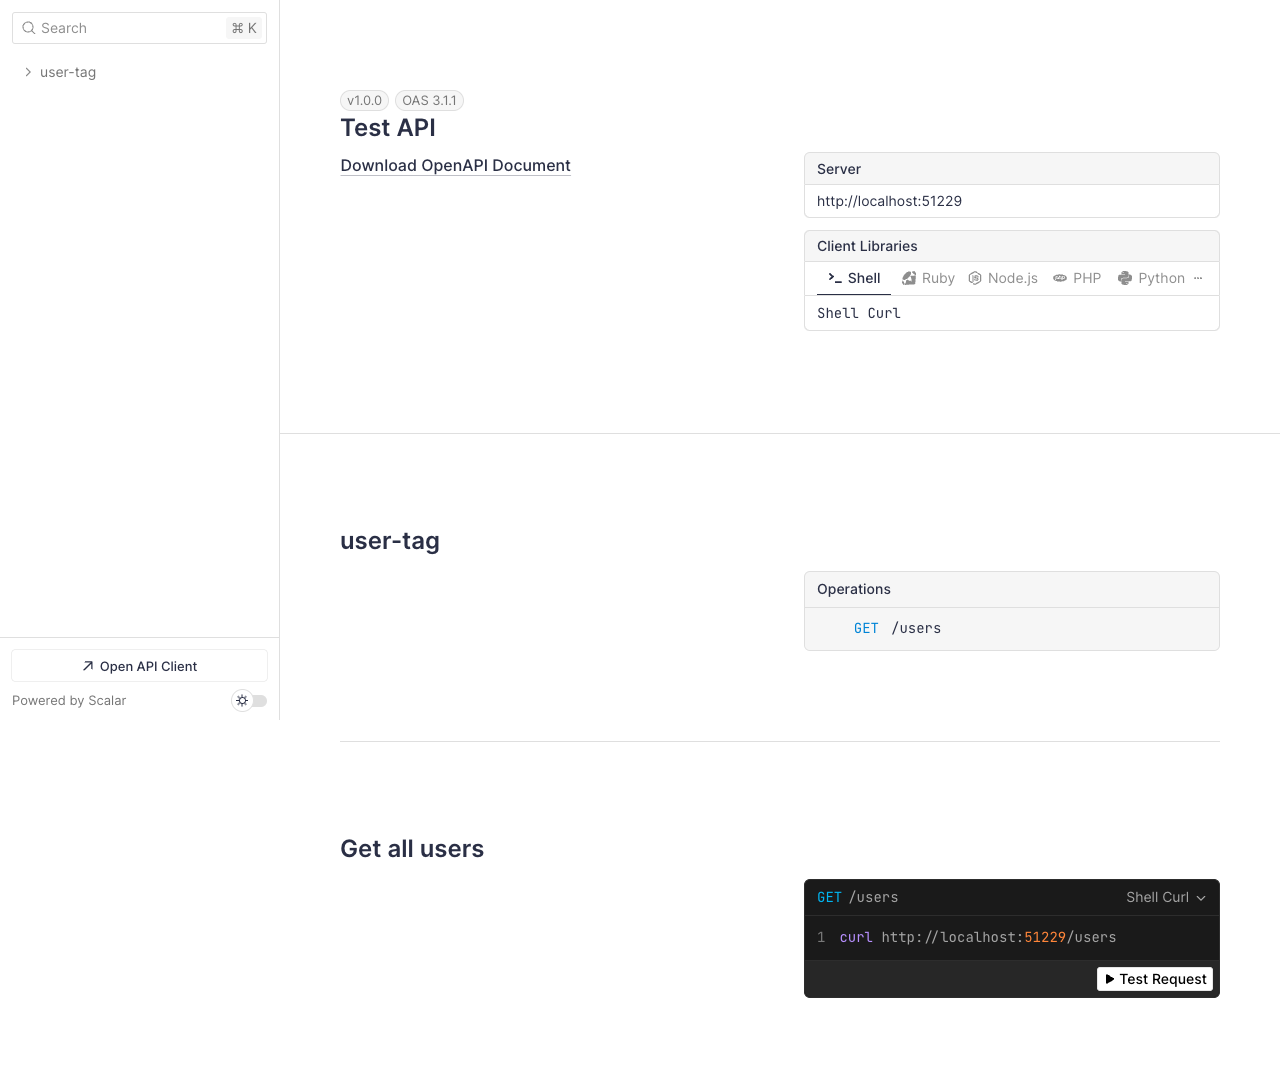 Search
⌘ K
user-tag
Open API Client
Powered by Scalar
v1.0.0
OAS 3.1.1
Test API
Download OpenAPI Document
Server
http://localhost:51229
Client Libraries
Shell
Ruby
Node.js
PHP
Python
Shell Curl
user-tag
Operations
GET /users
Get all users
GET /users
Shell Curl
1 curl http://localhost:51229/users
Test Request